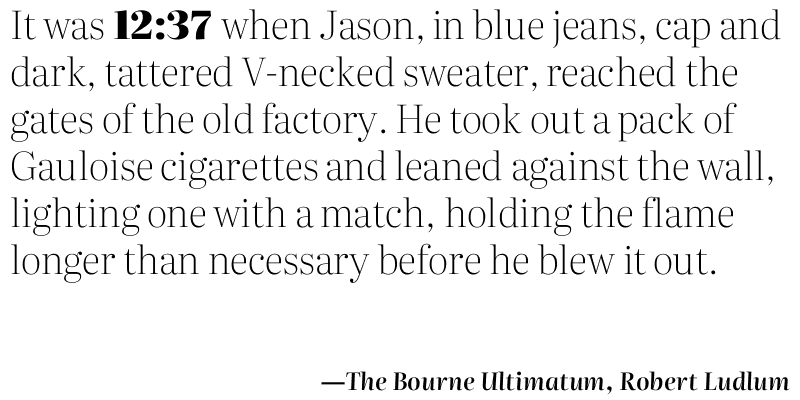 It was 12:37 when Jason, in blue jeans, cap and
dark, tattered V-necked sweater, reached the
gates of the old factory. He took out a pack of
Gauloise cigarettes and leaned against the wall,
lighting one with a match, holding the flame
longer than necessary before he blew it out.
—The Bourne Ultimatum, Robert Ludlum